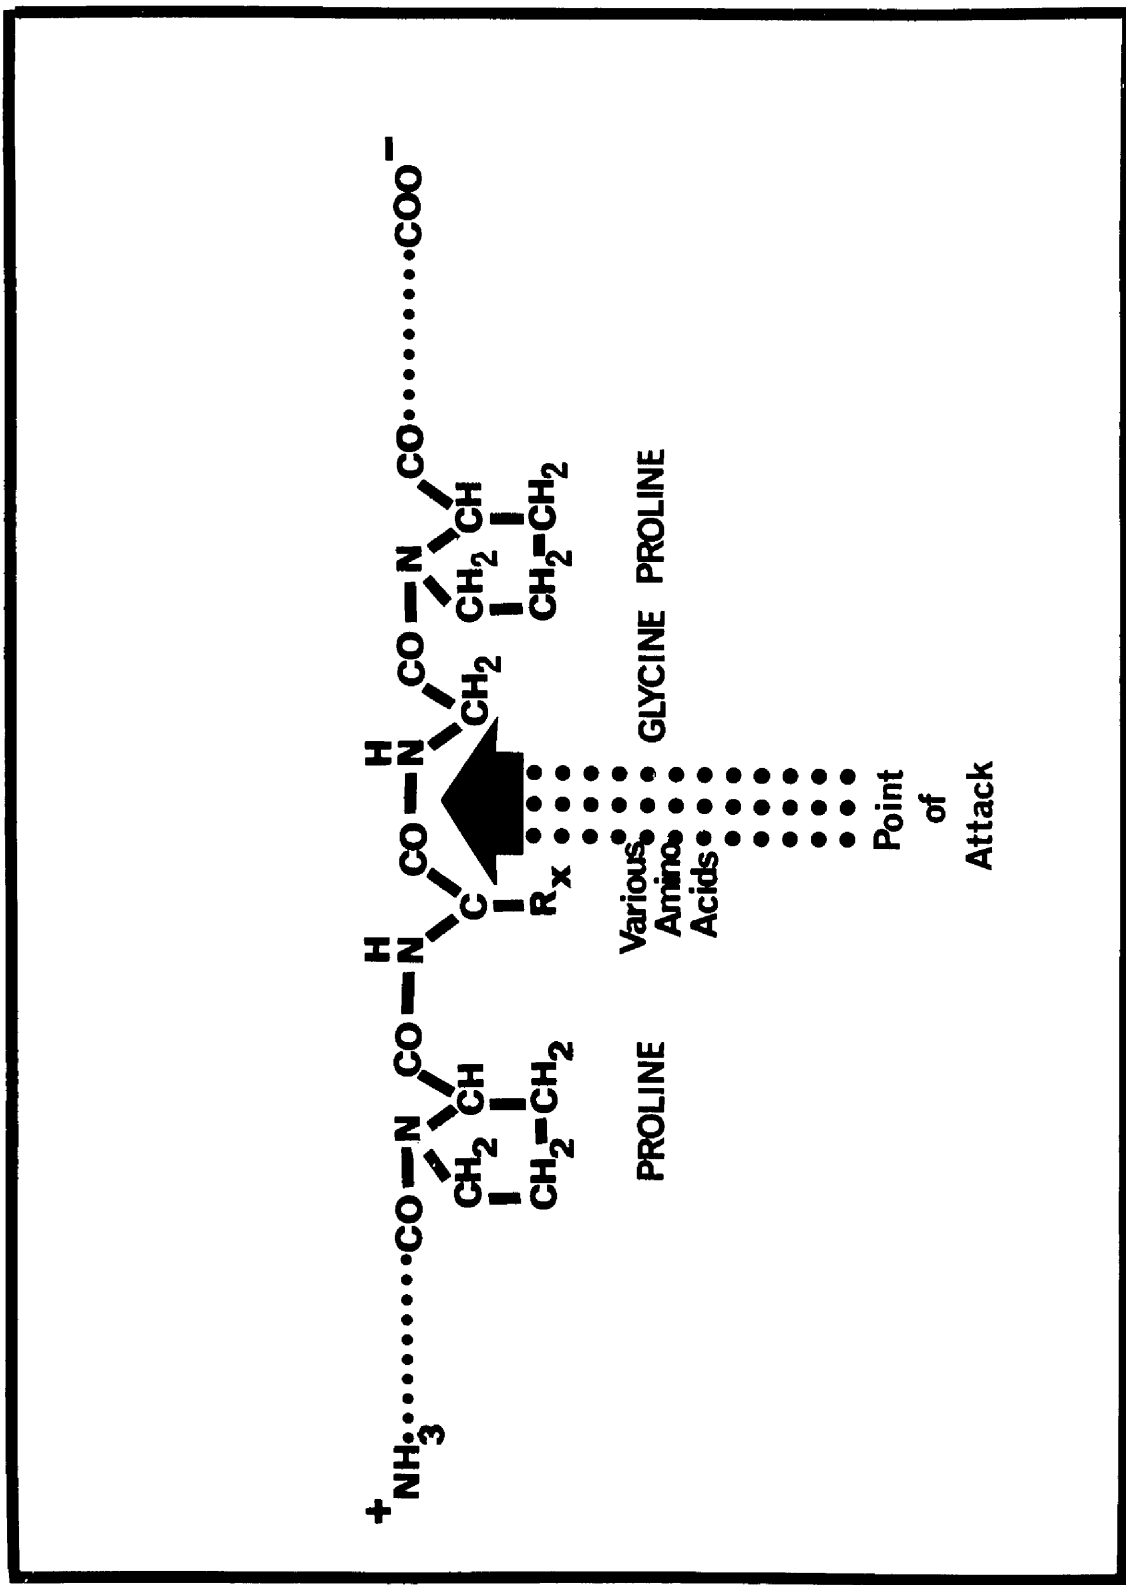 + H H −
NH3·········CO—N CO—N CO—N CO—N CO·········COO
CH2 CH C CH2 CH2 CH
CH2—CH2 Rx CH2—CH2
PROLINE
Various
Amino
Acids
GLYCINE PROLINE
Point
of
Attack